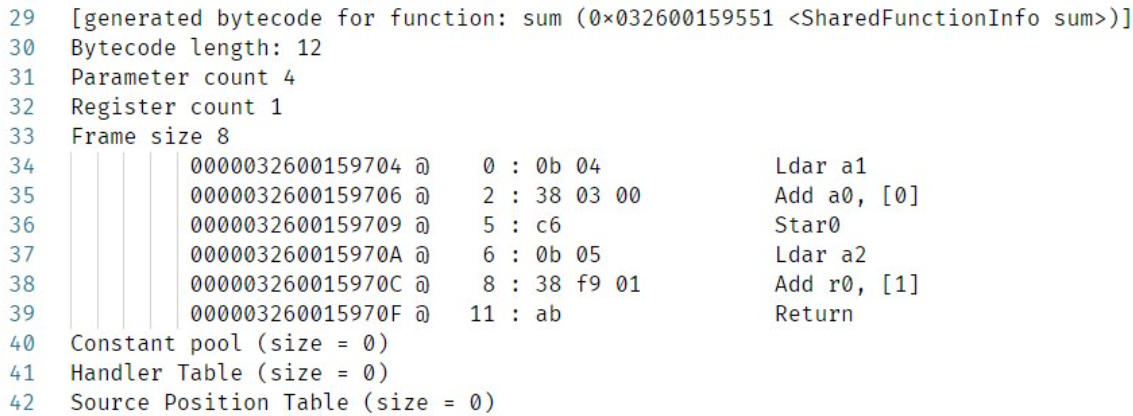 29 [generated bytecode for function: sum (0×032600159551 <SharedFunctionInfo sum>)]
30 Bytecode length: 12
31 Parameter count 4
32 Register count 1
33 Frame size 8
34 0000032600159704 @ 0 : 0b 04 Ldar a1
35 0000032600159706 @ 2 : 38 03 00 Add a0, [0]
36 0000032600159709 @ 5 : c6 Star0
37 000003260015970A @ 6 : 0b 05 Ldar a2
38 000003260015970C @ 8 : 38 f9 01 Add r0, [1]
39 000003260015970F @ 11 : ab Return
40 Constant pool (size = 0)
41 Handler Table (size = 0)
42 Source Position Table (size = 0)